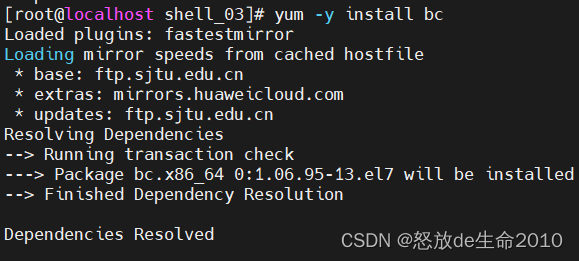 [root@localhost shell_03]# yum -y install bc
Loaded plugins: fastestmirror
Loading mirror speeds from cached hostfile
 * base: ftp.sjtu.edu.cn
 * extras: mirrors.huaweicloud.com
 * updates: ftp.sjtu.edu.cn
Resolving Dependencies
--> Running transaction check
---> Package bc.x86_64 0:1.06.95-13.el7 will be installed
--> Finished Dependency Resolution
Dependencies Resolved
CSDN @怒放de生命2010